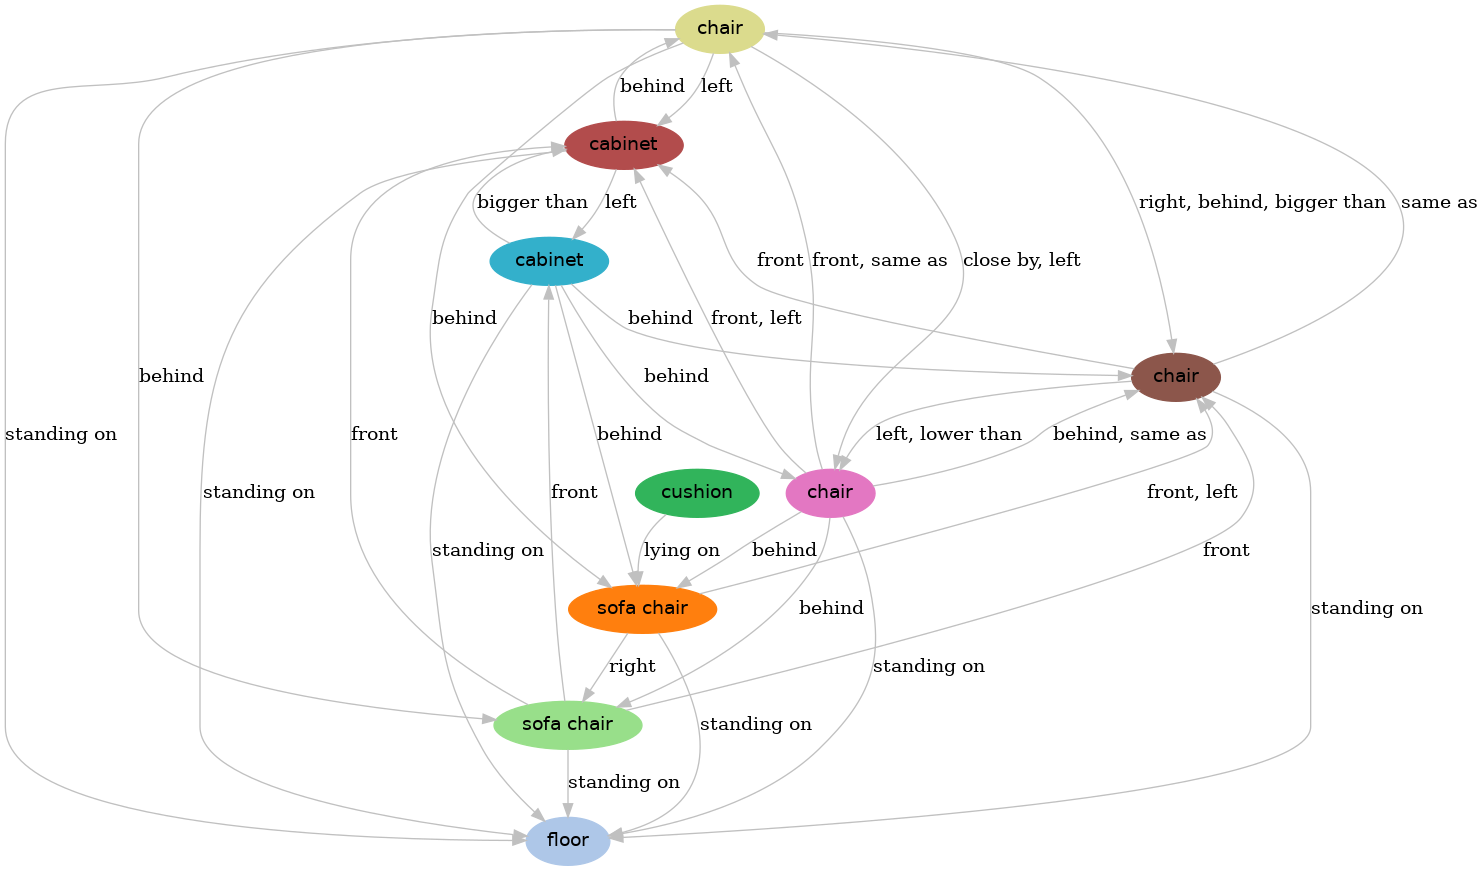 chair
behind
left
cabinet
bigger than
left
right, behind, bigger than
same as
cabinet
front
front, same as
close by, left
behind
behind
front, left
behind
behind
chair
standing on
front
behind
left, lower than
behind, same as
standing on
front
cushion
chair
front, left
standing on
lying on
behind
front
sofa chair
behind
standing on
right
standing on
sofa chair
standing on
standing on
floor